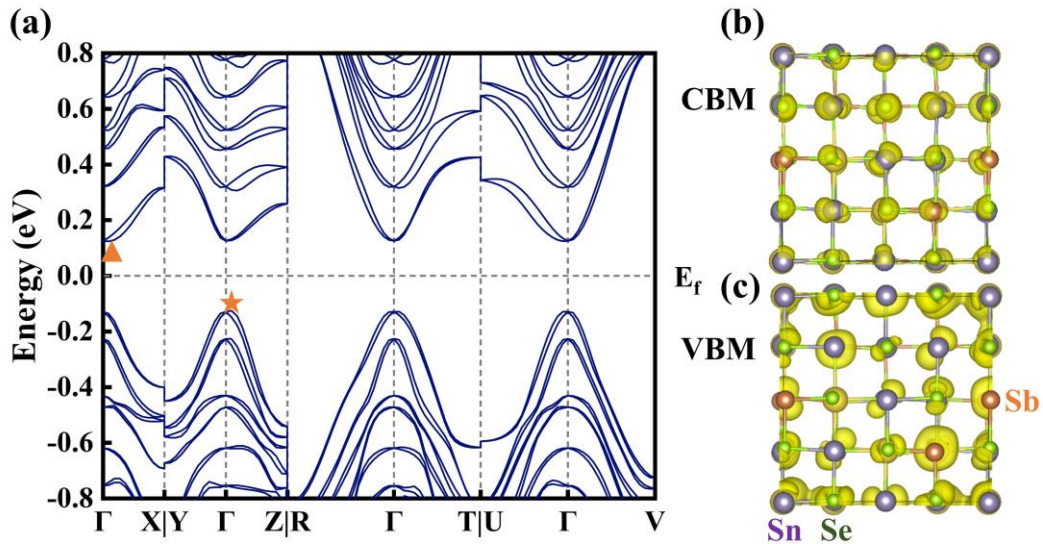 (a)
Energy (eV)
0.8
0.6
0.4
0.2
0.0
-0.2
-0.4
-0.6
-0.8
Γ X|Y Γ Z|R Γ T|U Γ V
E_f
(b)
CBM
(c)
VBM
Sb
Sn Se